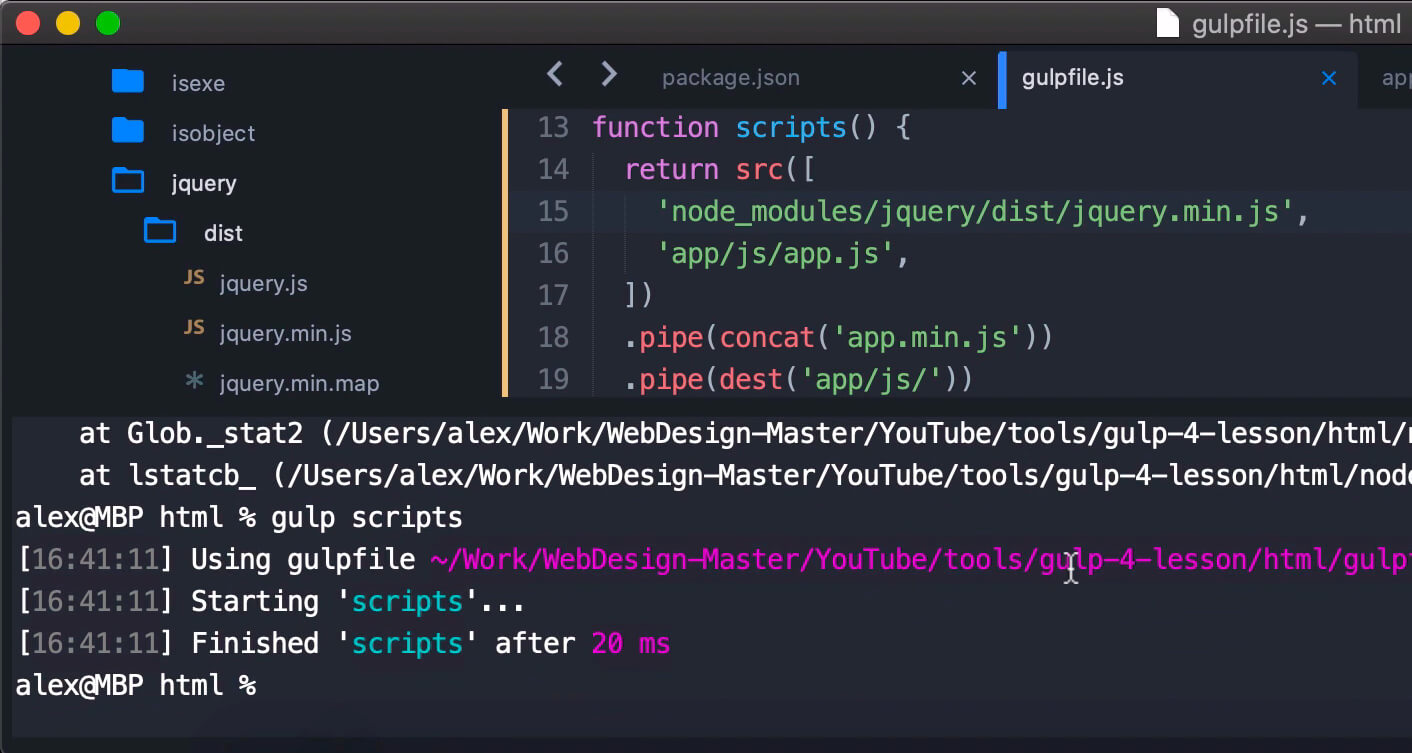 gulpfile.js — html
isexe
isobject
jquery
dist
JS jquery.js
JS jquery.min.js
* jquery.min.map
package.json × gulpfile.js ×
13 function scripts() {
14 return src([
15 'node_modules/jquery/dist/jquery.min.js',
16 'app/js/app.js',
17 ])
18 .pipe(concat('app.min.js'))
19 .pipe(dest('app/js/'))
at Glob._stat2 (/Users/alex/Work/WebDesign-Master/YouTube/tools/gulp-4-lesson/html/
at lstatcb_ (/Users/alex/Work/WebDesign-Master/YouTube/tools/gulp-4-lesson/html/node
alex@MBP html % gulp scripts
[16:41:11] Using gulpfile ~/Work/WebDesign-Master/YouTube/tools/gulp-4-lesson/html/gulp
[16:41:11] Starting 'scripts'...
[16:41:11] Finished 'scripts' after 20 ms
alex@MBP html %